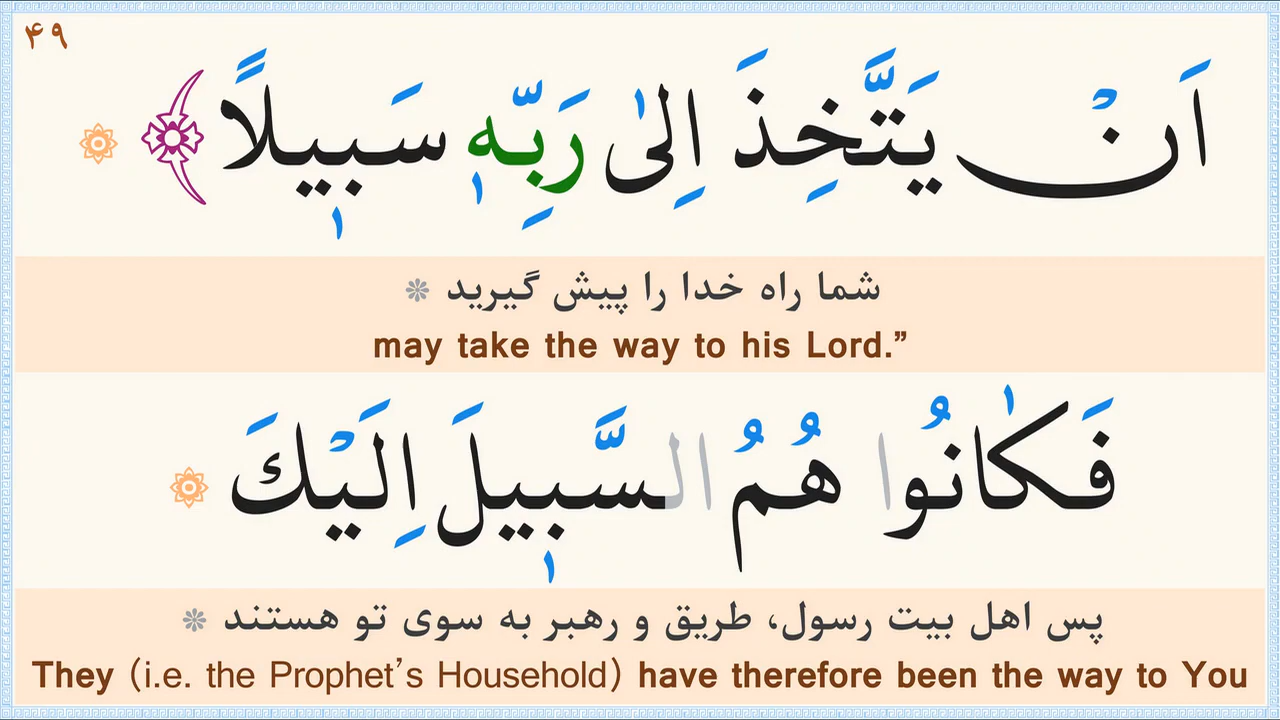 ۴۹
اَنْ يَتَّخِذَ اِلىٰ رَبِّهٖ سَبيلًا
شما راه خدا را پیش گیرید
may take the way to his Lord.”
فَكٰانُوا هُمُ السَّبيلَ اِلَيْكَ
پس اهل بیت رسول، طریق و رهبر به سوی تو هستند
They (i.e. the Prophet’s Household) have therefore been the way to You